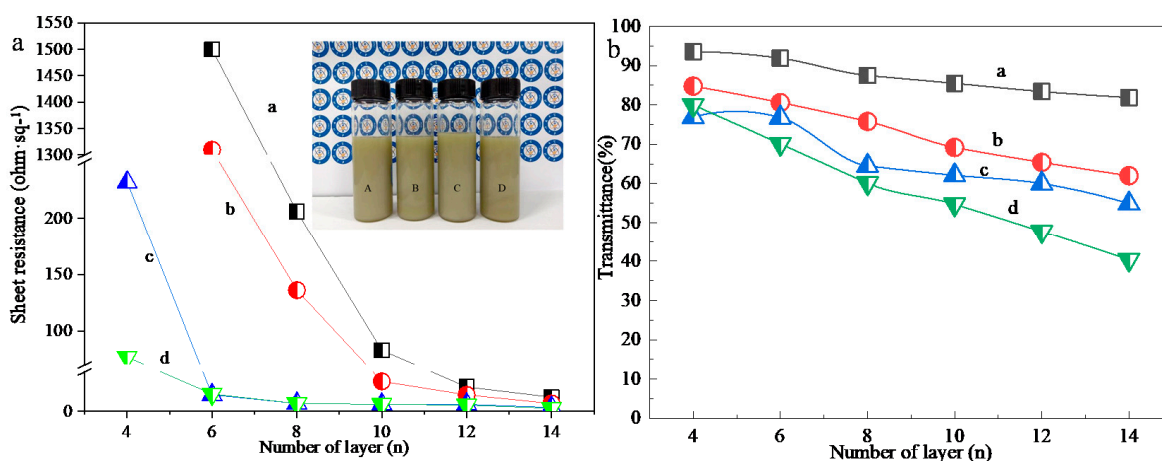 a
Sheet resistance (ohm·sq⁻¹)
1550
1500
1450
1400
1350
1300
200
150
100
0
a
b
c
d
A B C D
4 6 8 10 12 14
Number of layer (n)
b
Transmittance(%)
100
90
80
70
60
50
40
30
20
10
0
a
b
c
d
4 6 8 10 12 14
Number of layer (n)